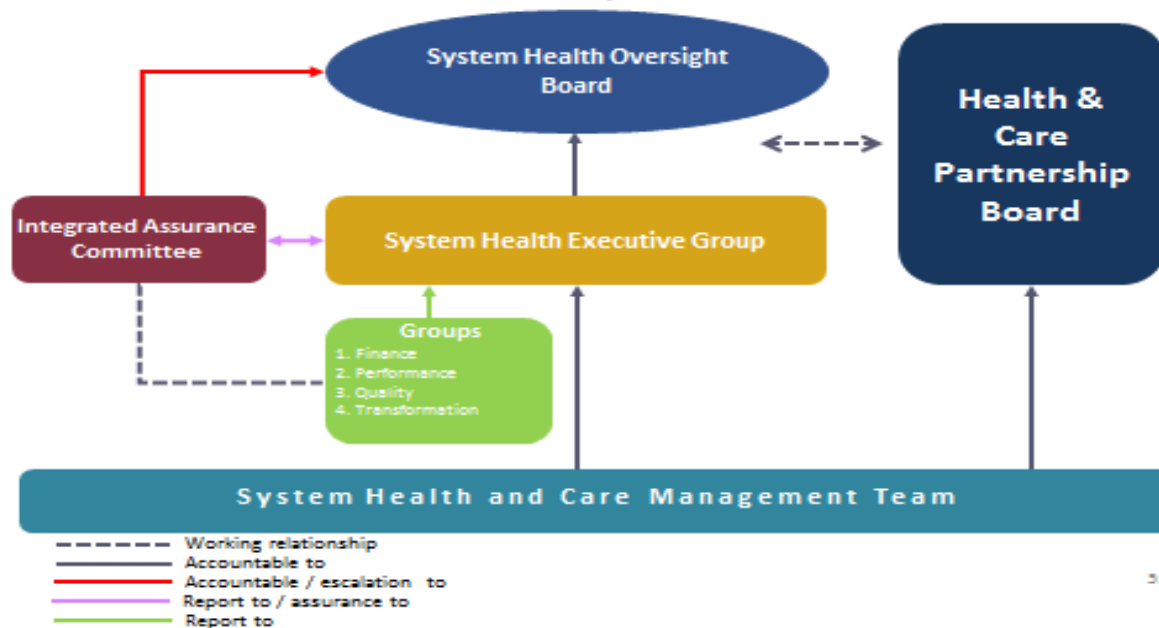 System Health Oversight
Board
Health &
Care
Partnership
Board
Integrated Assurance
Committee
System Health Executive Group
Groups
1. Finance
2. Performance
3. Quality
4. Transformation
System Health and Care Management Team
Working relationship
Accountable to
Accountable / escalation to
Report to / assurance to
Report to